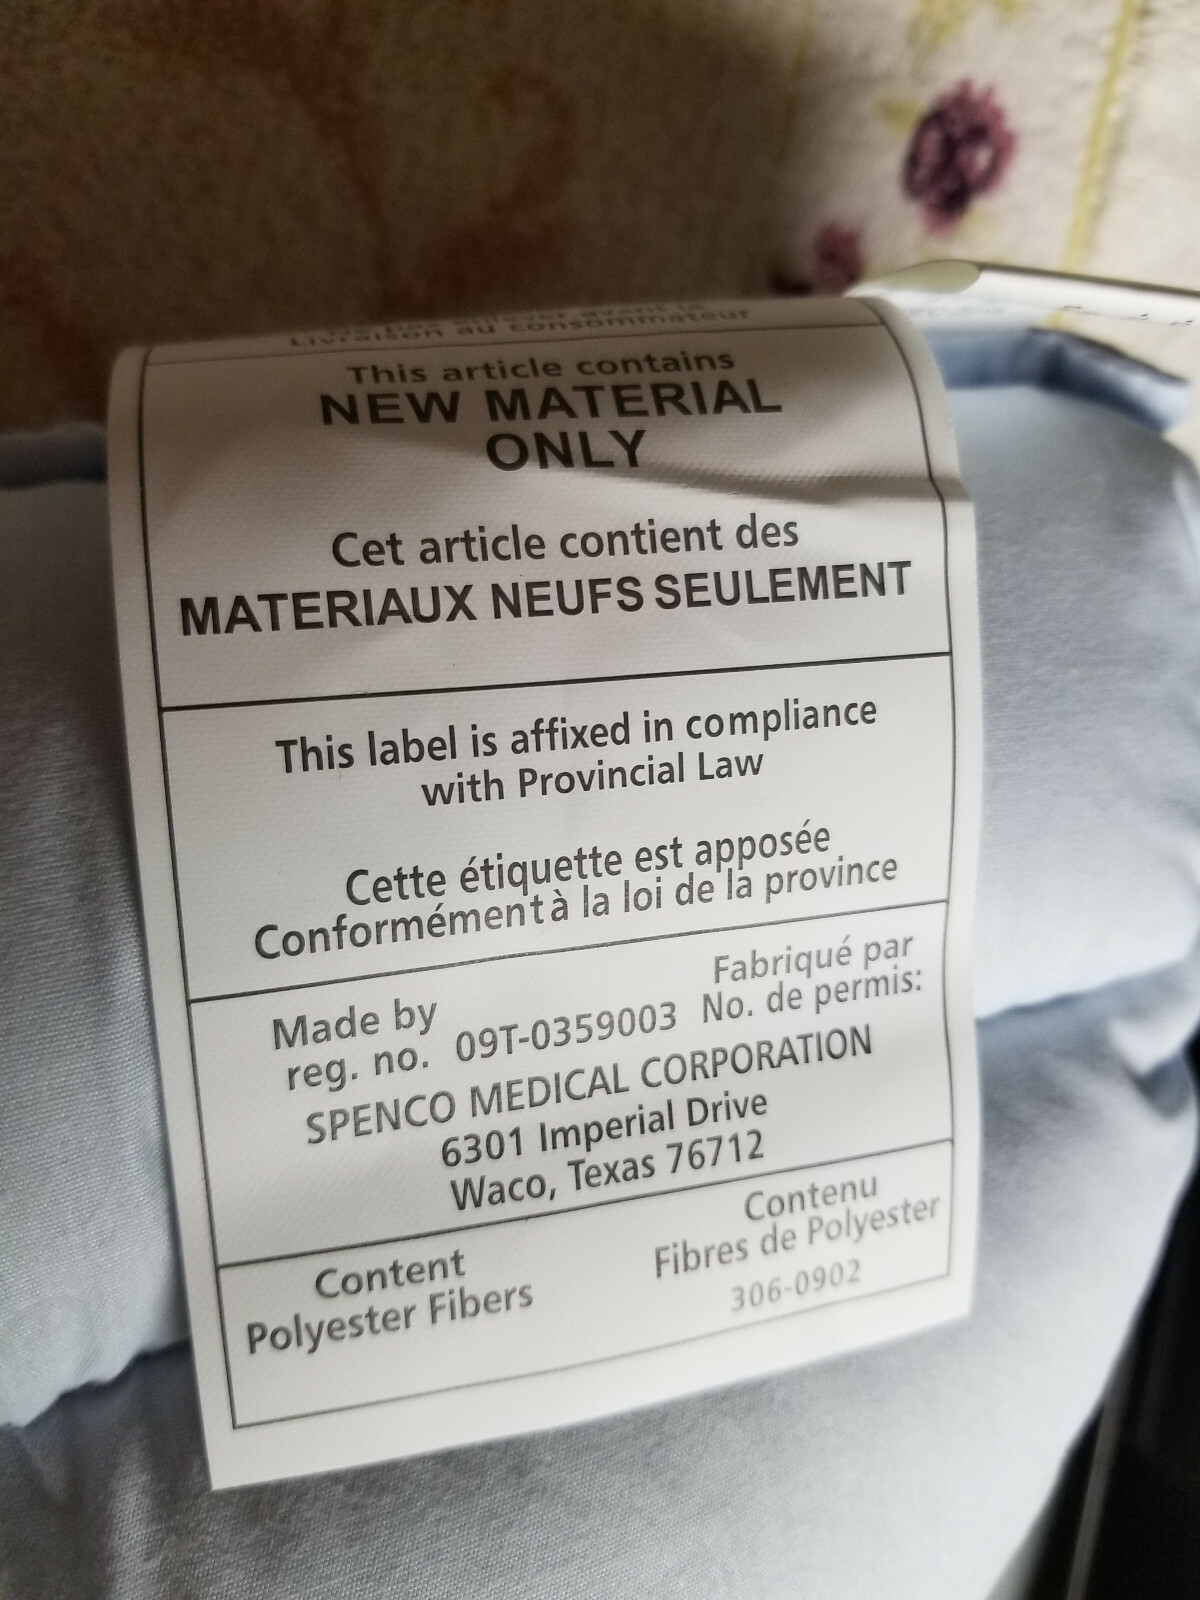 Livraison au consommateur
This article contains
NEW MATERIAL
ONLY
Cet article contient des
MATERIAUX NEUFS SEULEMENT
This label is affixed in compliance
with Provincial Law
Cette étiquette est apposée
Conformément à la loi de la province
Made by
reg. no. 09T-0359003
Fabriqué par
No. de permis:
SPENCO MEDICAL CORPORATION
6301 Imperial Drive
Waco, Texas 76712
Content
Polyester Fibers
Contenu
Fibres de Polyester
306-0902